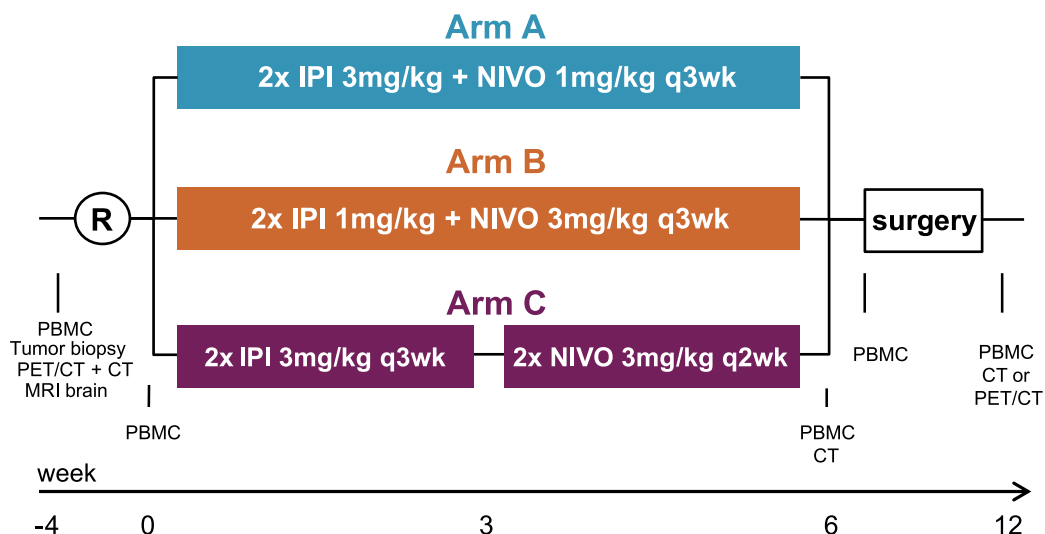 Arm A
2x IPI 3mg/kg + NIVO 1mg/kg q3wk
Arm B
R
2x IPI 1mg/kg + NIVO 3mg/kg q3wk
surgery
Arm C
2x IPI 3mg/kg q3wk
2x NIVO 3mg/kg q2wk
PBMC
Tumor biopsy
PET/CT + CT
MRI brain
PBMC
PBMC
CT
PBMC
PBMC
CT or
PET/CT
week
-4 0 3 6 12